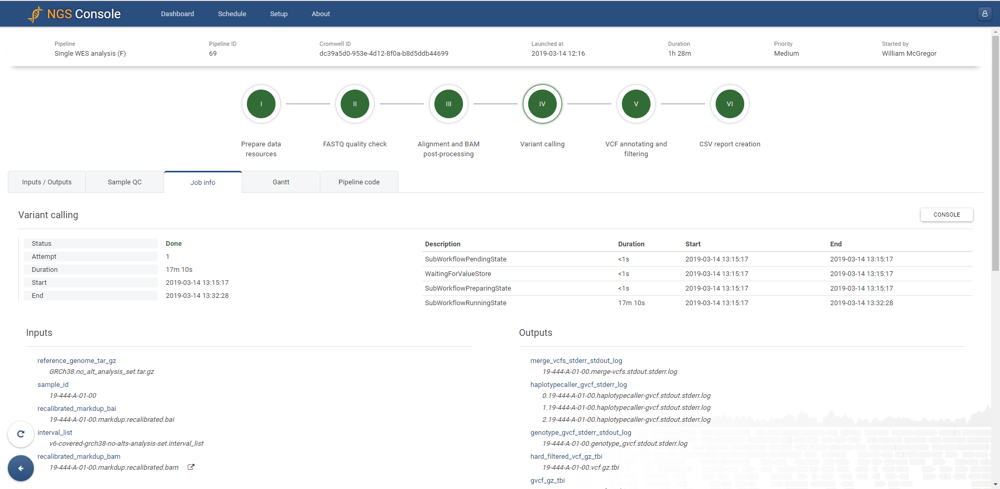 NGS Console
Dashboard
Schedule
Setup
About
Pipeline
Single WES analysis (F)
Pipeline ID
69
Cromwell ID
dc39a5d0-953e-4d12-8f0a-b8d5ddb44699
Launched at
2019-03-14 12:16
Duration
1h 28m
Priority
Medium
Started by
William McGregor
I
II
III
IV
V
VI
Prepare data
resources
FASTQ quality check
Alignment and BAM
post-processing
Variant calling
VCF annotating and
filtering
CSV report creation
Inputs / Outputs
Sample QC
Job info
Gantt
Pipeline code
Variant calling
CONSOLE
Status Done
Attempt 1
Duration 17m 10s
Start 2019-03-14 13:15:17
End 2019-03-14 13:32:28
Description Duration Start End
SubWorkflowPendingState <1s 2019-03-14 13:15:17 2019-03-14 13:15:17
WaitingForValueStore <1s 2019-03-14 13:15:17 2019-03-14 13:15:17
SubWorkflowPreparingState <1s 2019-03-14 13:15:17 2019-03-14 13:15:17
SubWorkflowRunningState 17m 10s 2019-03-14 13:15:17 2019-03-14 13:32:28
Inputs
reference_genome_tar_gz
GRCh38.no_alt_analysis_set.tar.gz
sample_id
19-444-A-01-00
recalibrated_markdup_bai
19-444-A-01-00.markdup.recalibrated.bai
interval_list
v6-covered-grch38-no-alts-analysis-set.interval_list
recalibrated_markdup_bam
19-444-A-01-00.markdup.recalibrated.bam
Outputs
merge_vcfs_stderr_stdout_log
19-444-A-01-00.merge-vcfs.stdout.stderr.log
haplotypecaller_gvcf_stderr_log
0.19-444-A-01-00.haplotypecaller-gvcf.stdout.stderr.log
1.19-444-A-01-00.haplotypecaller-gvcf.stdout.stderr.log
2.19-444-A-01-00.haplotypecaller-gvcf.stdout.stderr.log
genotype_gvcf_stderr_stdout_log
19-444-A-01-00.genotype_gvcf.stdout.stderr.log
hard_filtered_vcf_gz_tbi
19-444-A-01-00.vcf.gz.tbi
gvcf_gz_tbi